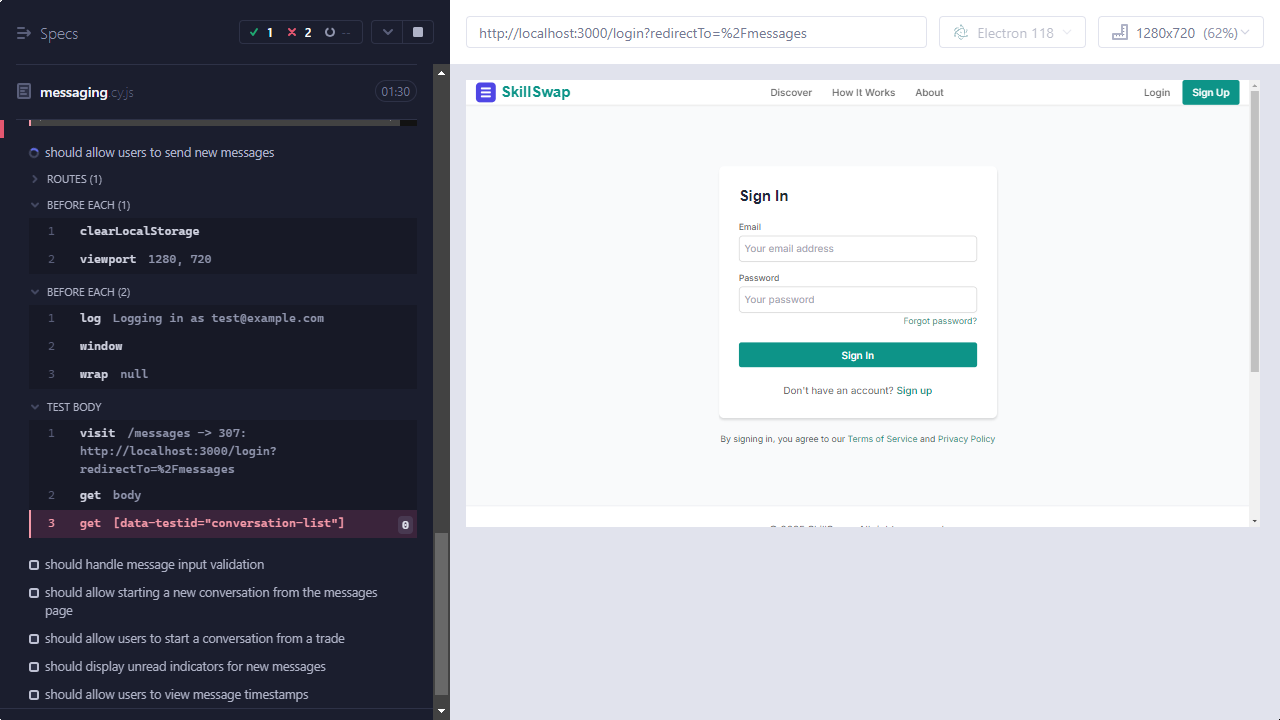 Specs
1
2
--
messaging.cy.js
01:30
should allow users to send new messages
ROUTES (1)
BEFORE EACH (1)
1 clearLocalStorage
2 viewport 1280, 720
BEFORE EACH (2)
1 log Logging in as test@example.com
2 window
3 wrap null
TEST BODY
1 visit /messages -> 307:
http://localhost:3000/login?
redirectTo=%2Fmessages
2 get body
3 get [data-testid="conversation-list"] 0
should handle message input validation
should allow starting a new conversation from the messages
page
should allow users to start a conversation from a trade
should display unread indicators for new messages
should allow users to view message timestamps
http://localhost:3000/login?redirectTo=%2Fmessages
Electron 118
1280x720 (62%)
SkillSwap
Discover How It Works About
Login Sign Up
Sign In
Email
Your email address
Password
Your password
Forgot password?
Sign In
Don't have an account? Sign up
By signing in, you agree to our Terms of Service and Privacy Policy